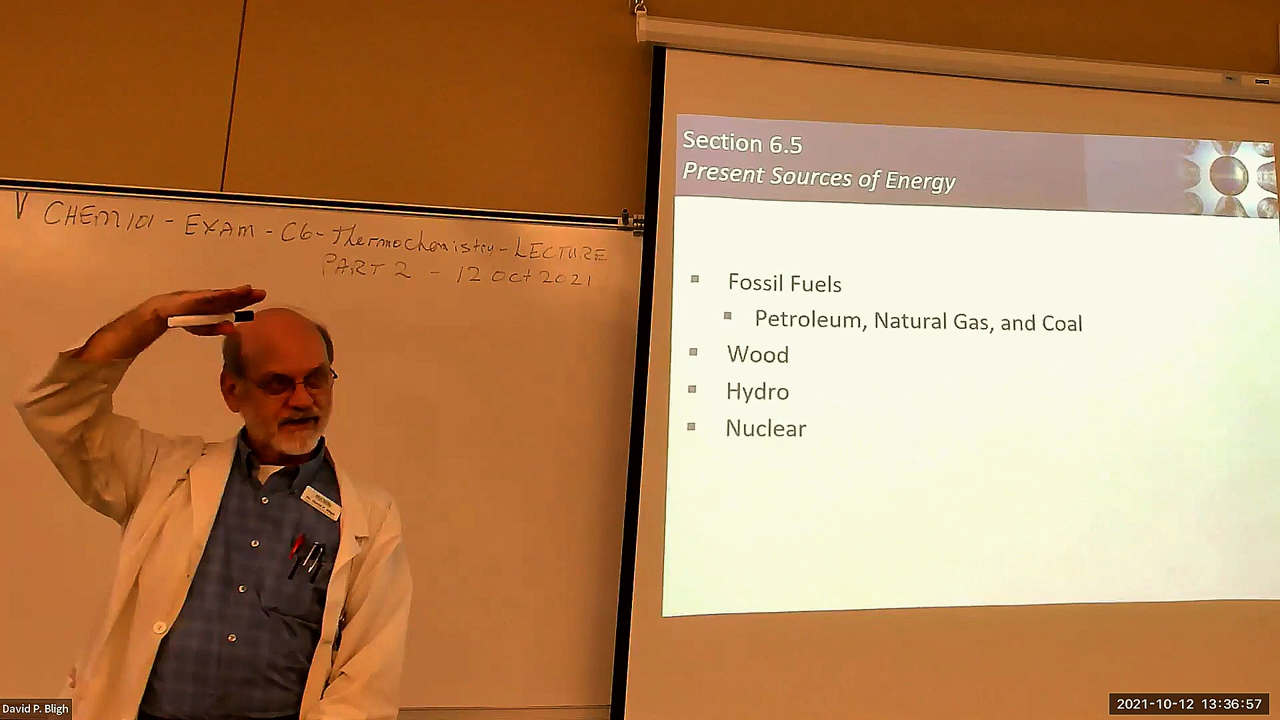 V CHEM 101 - EXAM - C6 - Thermochemistry - LECTURE
PART 2 - 12 Oct 2021
Section 6.5
Present Sources of Energy
Fossil Fuels
Petroleum, Natural Gas, and Coal
Wood
Hydro
Nuclear
David P. Bligh
2021-10-12 13:36:57